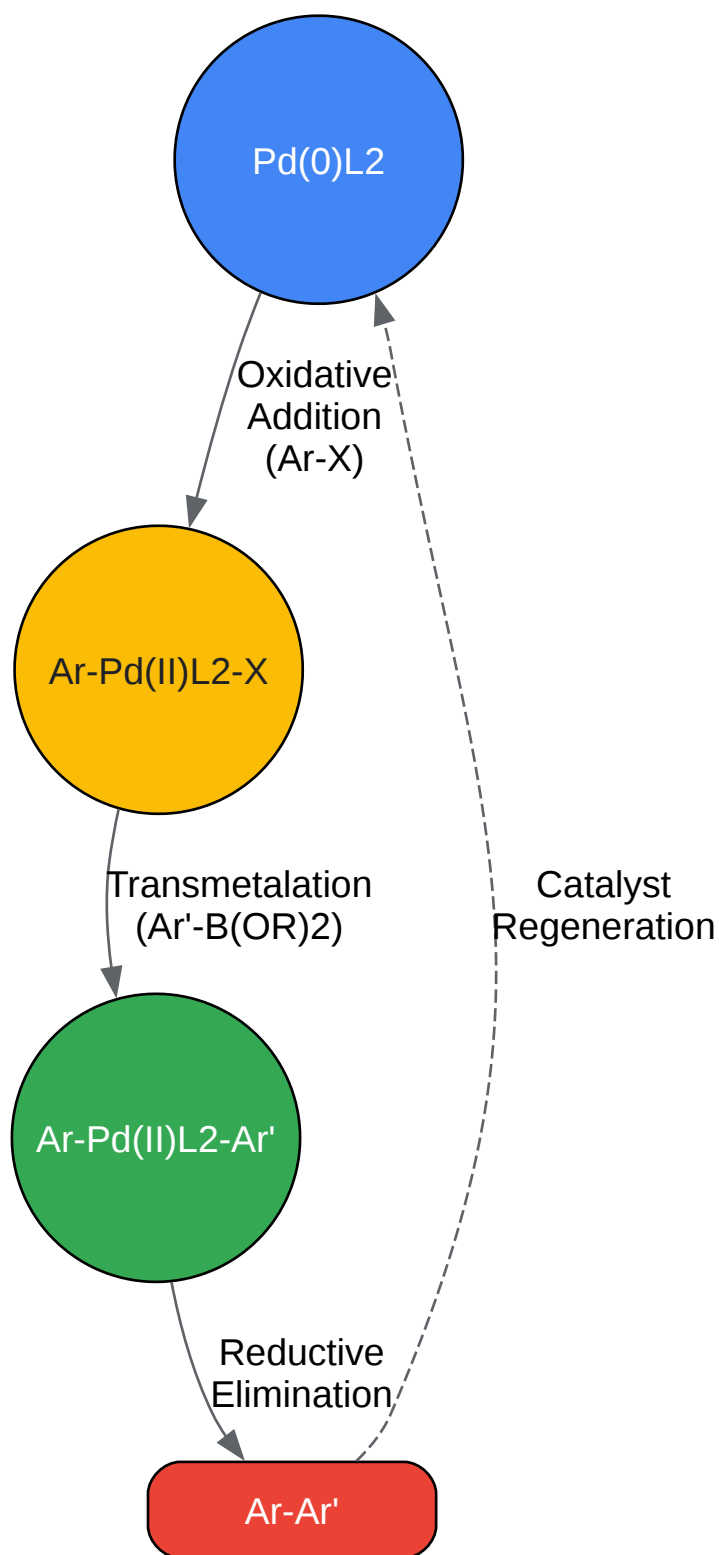 Pd(0)L2
Oxidative
Addition
(Ar-X)
Ar-Pd(II)L2-X
Transmetalation
(Ar'-B(OR)2)
Catalyst
Regeneration
Ar-Pd(II)L2-Ar'
Reductive
Elimination
Ar-Ar'